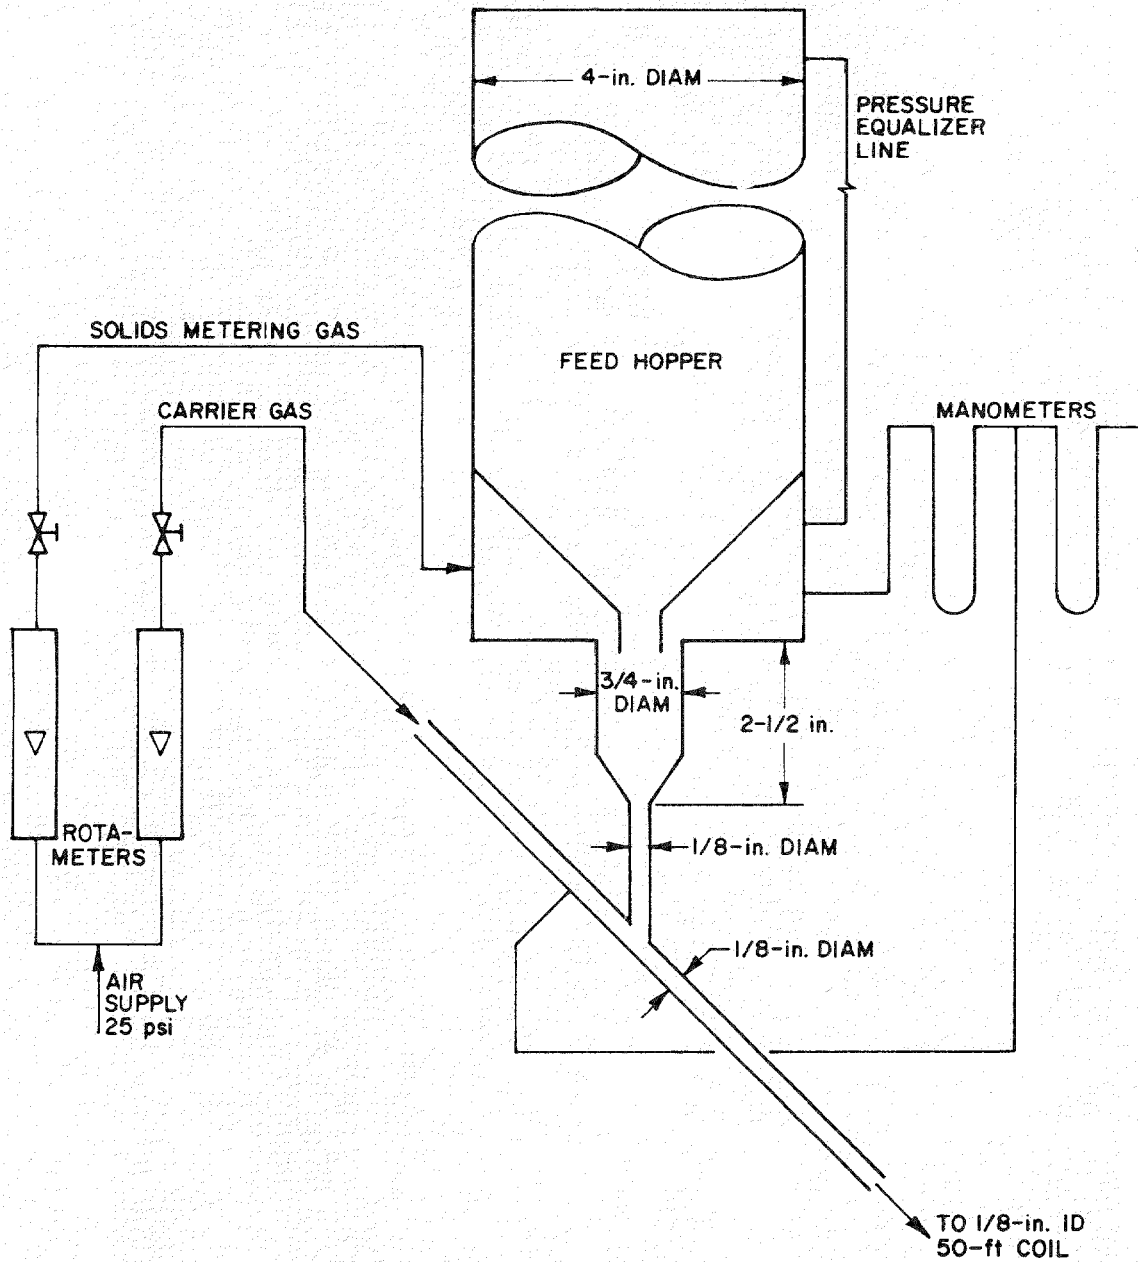 4-in. DIAM
PRESSURE
EQUALIZER
LINE
SOLIDS METERING GAS
FEED HOPPER
CARRIER GAS
MANOMETERS
3/4-in.
DIAM
2-1/2 in.
ROTA-
METERS
1/8-in. DIAM
1/8-in. DIAM
AIR
SUPPLY
25 psi
TO 1/8-in. ID
50-ft COIL